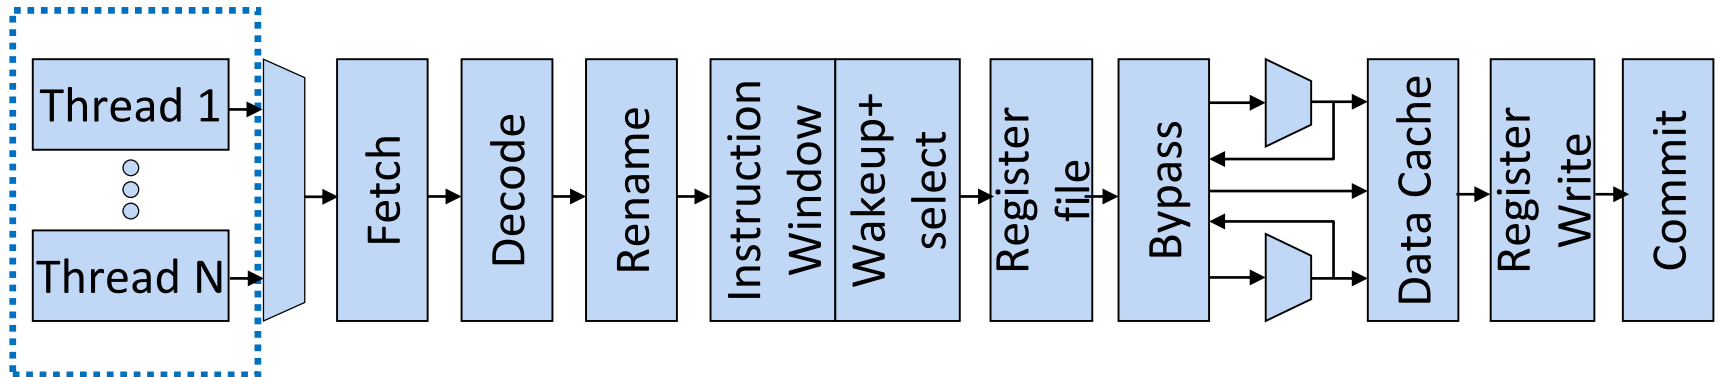 Thread 1
Thread N
Fetch
Decode
Rename
Instruction
Window
Wakeup+
select
Register
file
Bypass
Data Cache
Register
Write
Commit